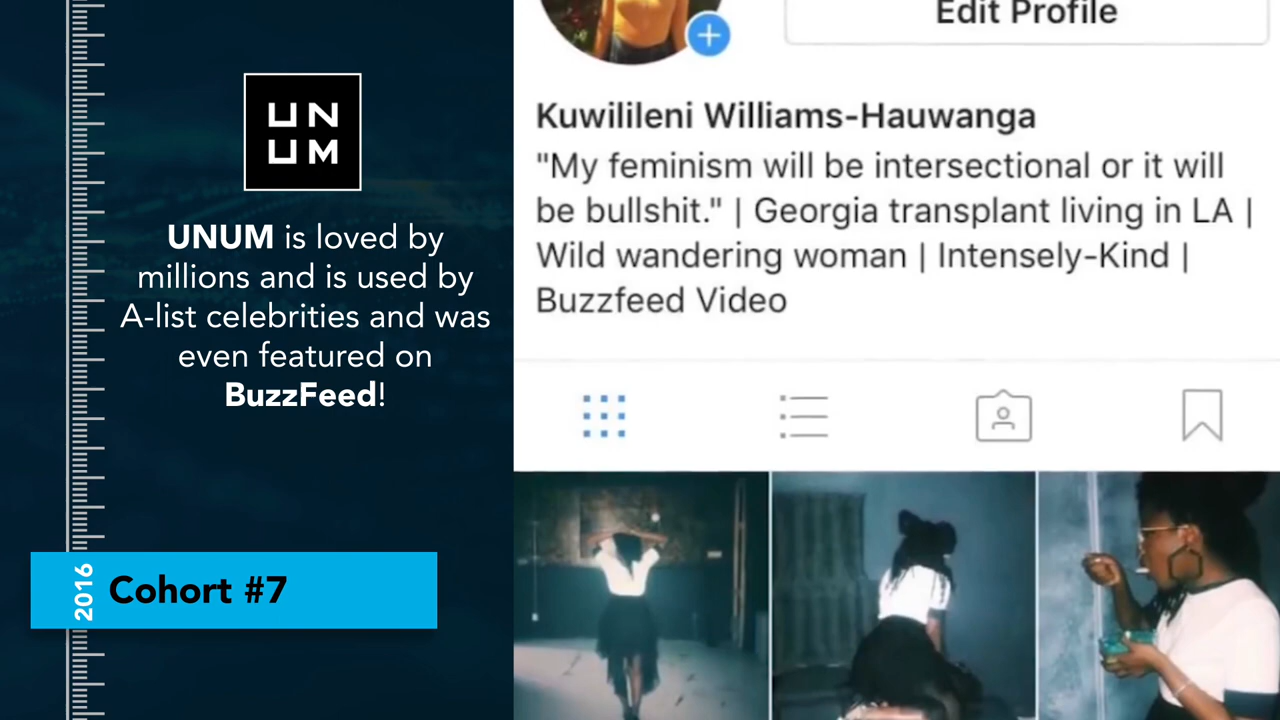 UN
UM
UNUM is loved by
millions and is used by
A-list celebrities and was
even featured on
BuzzFeed!
2016
Cohort #7
Edit Profile
Kuwilileni Williams-Hauwanga
"My feminism will be intersectional or it will
be bullshit." | Georgia transplant living in LA |
Wild wandering woman | Intensely-Kind |
Buzzfeed Video